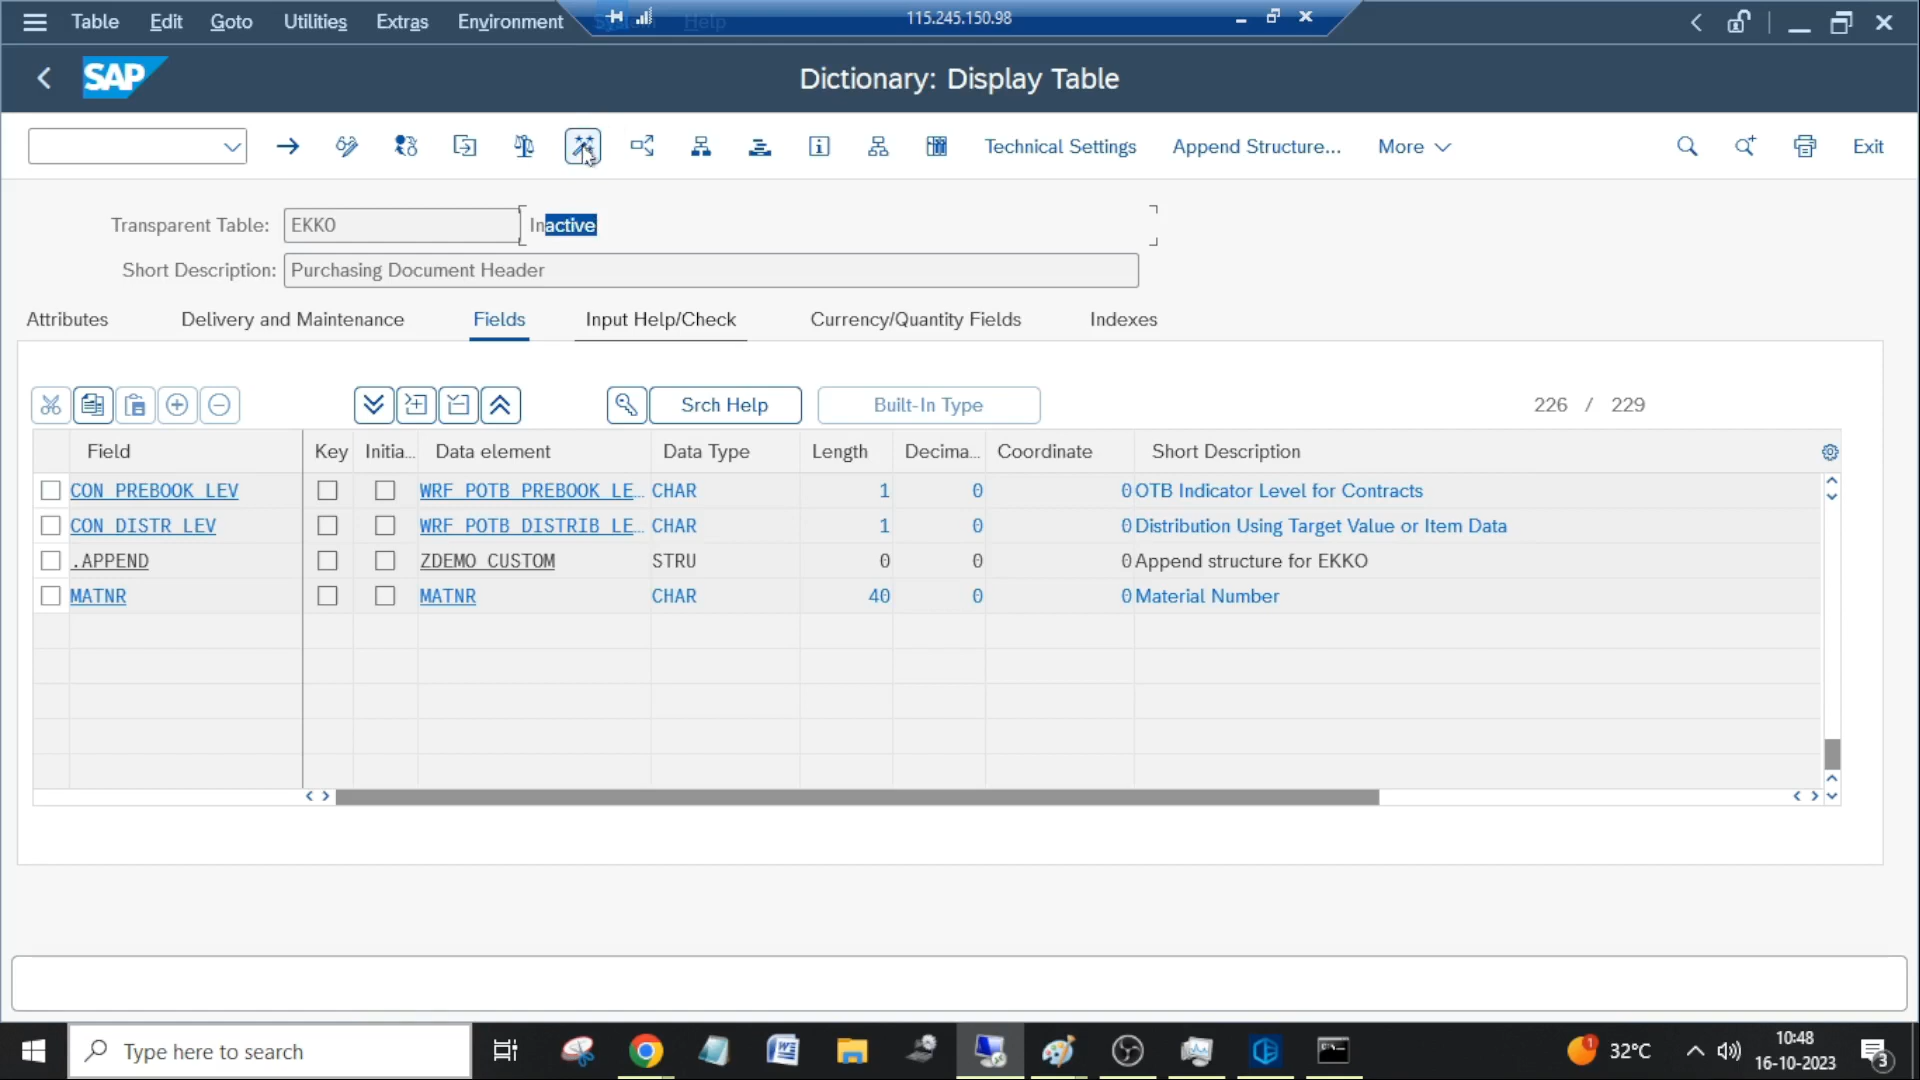 Table Edit Goto Utilities Extras Environment Help 115.245.150.98
SAP Dictionary: Display Table
Technical Settings Append Structure... More Exit
Transparent Table: EKKO Inactive
Short Description: Purchasing Document Header
Attributes Delivery and Maintenance Fields Input Help/Check Currency/Quantity Fields Indexes
Srch Help Built-In Type 226 / 229
Field Key Initia... Data element Data Type Length Decima... Coordinate Short Description
CON_PREBOOK_LEV WRF_POTB_PREBOOK_LE... CHAR 1 0 0 OTB Indicator Level for Contracts
CON_DISTR_LEV WRF_POTB_DISTRIB_LE... CHAR 1 0 0 Distribution Using Target Value or Item Data
.APPEND ZDEMO_CUSTOM STRU 0 0 0 Append structure for EKKO
MATNR MATNR CHAR 40 0 0 Material Number
Type here to search 1 32°C 10:48
16-10-2023 3